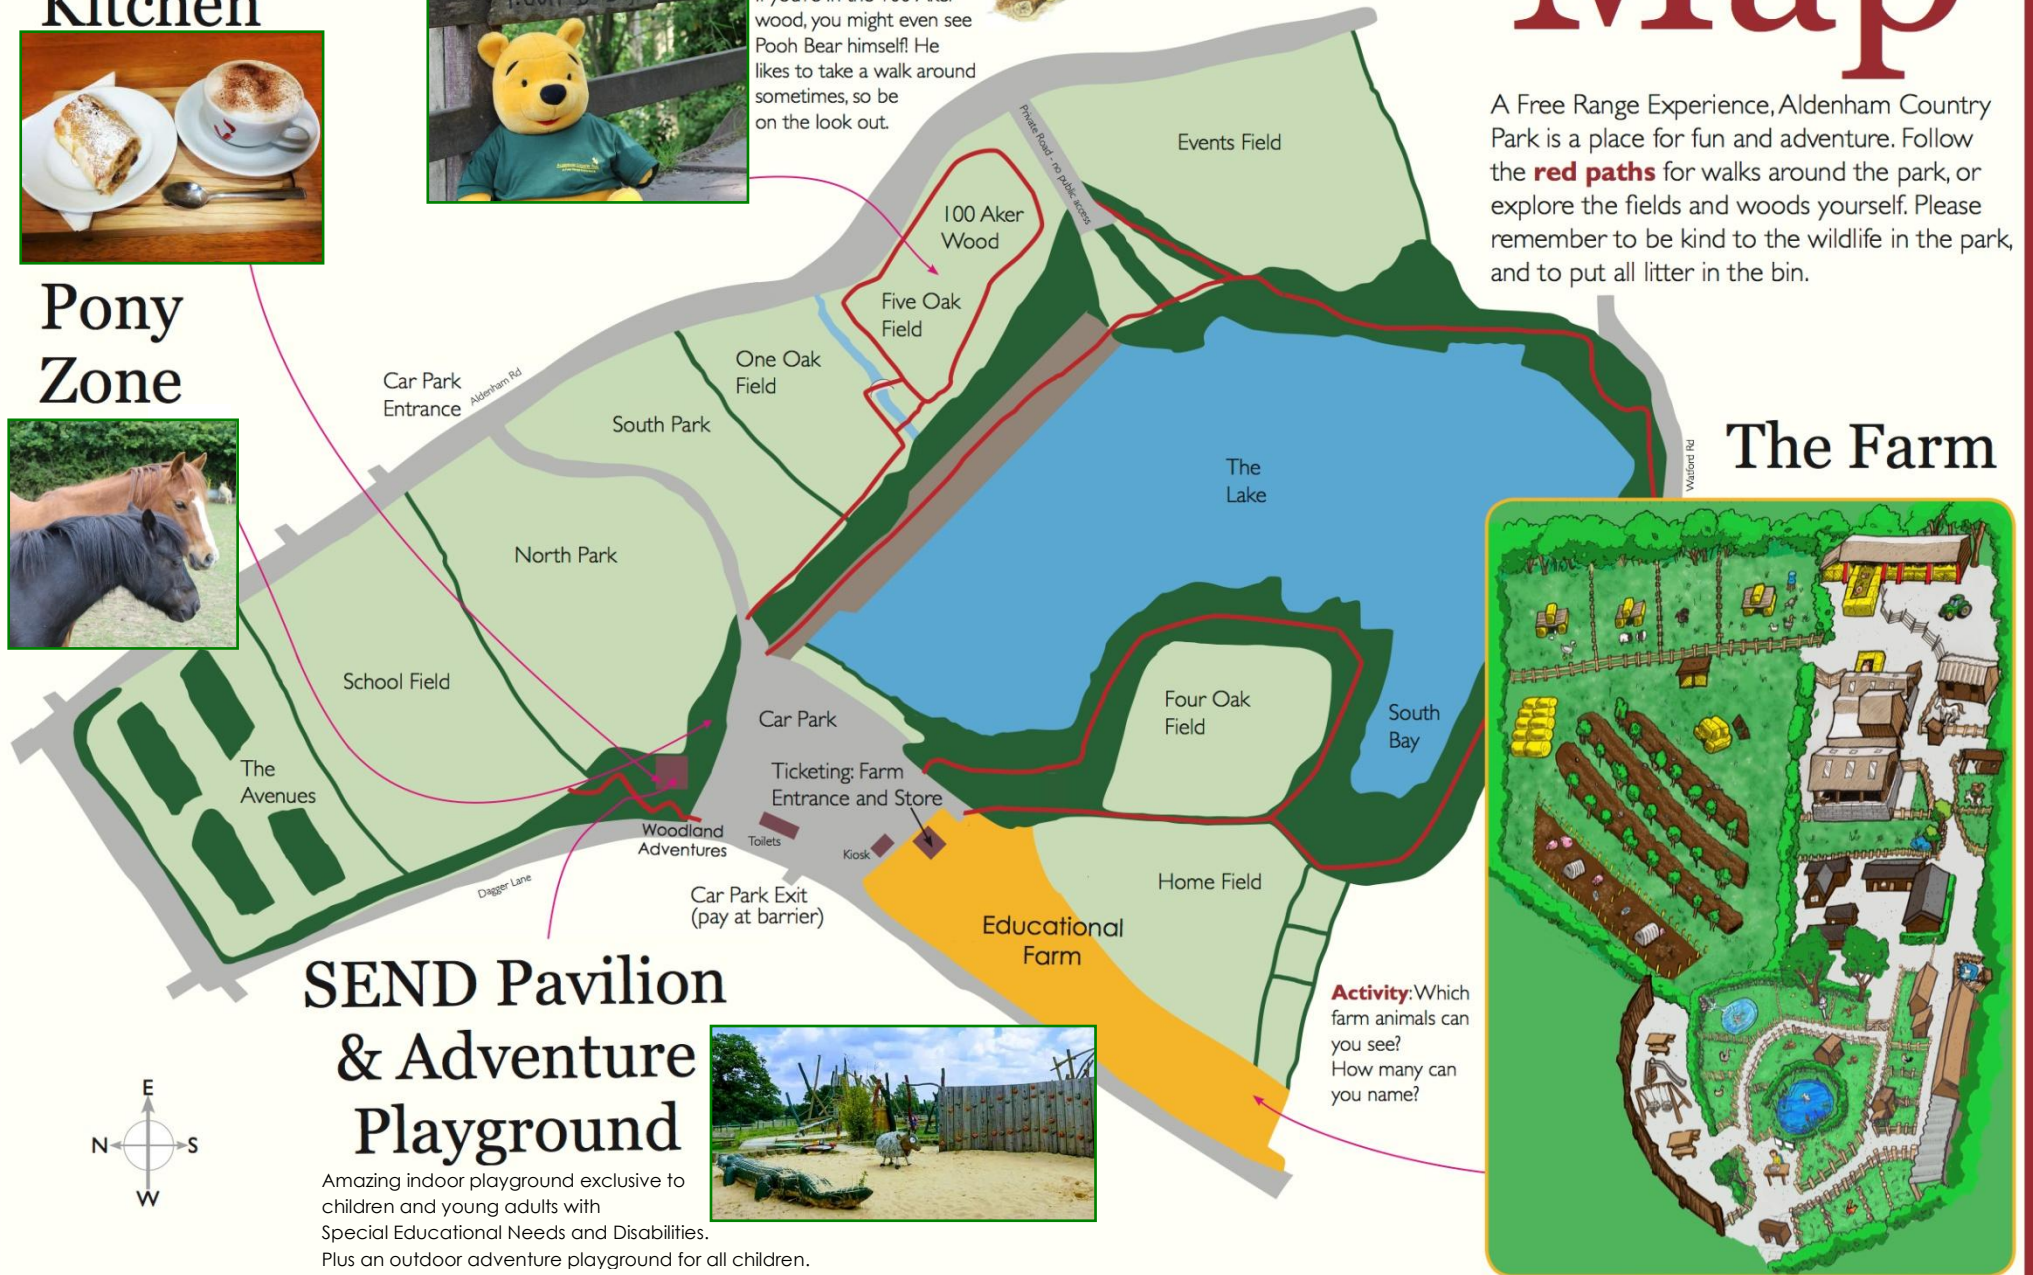 Kitchen
wood, you might even see
Pooh Bear himself! He
likes to take a walk around
sometimes, so be
on the look out.
Map
A Free Range Experience, Aldenham Country
Park is a place for fun and adventure. Follow
the red paths for walks around the park, or
explore the fields and woods yourself. Please
remember to be kind to the wildlife in the park,
and to put all litter in the bin.
Private Road - no public access
Events Field
100 Aker
Wood
Five Oak
Field
One Oak
Field
South Park
Car Park
Entrance
Aldenham Rd
Pony
Zone
North Park
School Field
The
Avenues
The
Lake
Watford Rd
The Farm
Four Oak
Field
South
Bay
Car Park
Ticketing: Farm
Entrance and Store
Woodland
Adventures
Toilets
Kiosk
Dagger Lane
Car Park Exit
(pay at barrier)
Home Field
Educational
Farm
Activity: Which
farm animals can
you see?
How many can
you name?
SEND Pavilion
& Adventure
Playground
Amazing indoor playground exclusive to
children and young adults with
Special Educational Needs and Disabilities.
Plus an outdoor adventure playground for all children.
E
N S
W